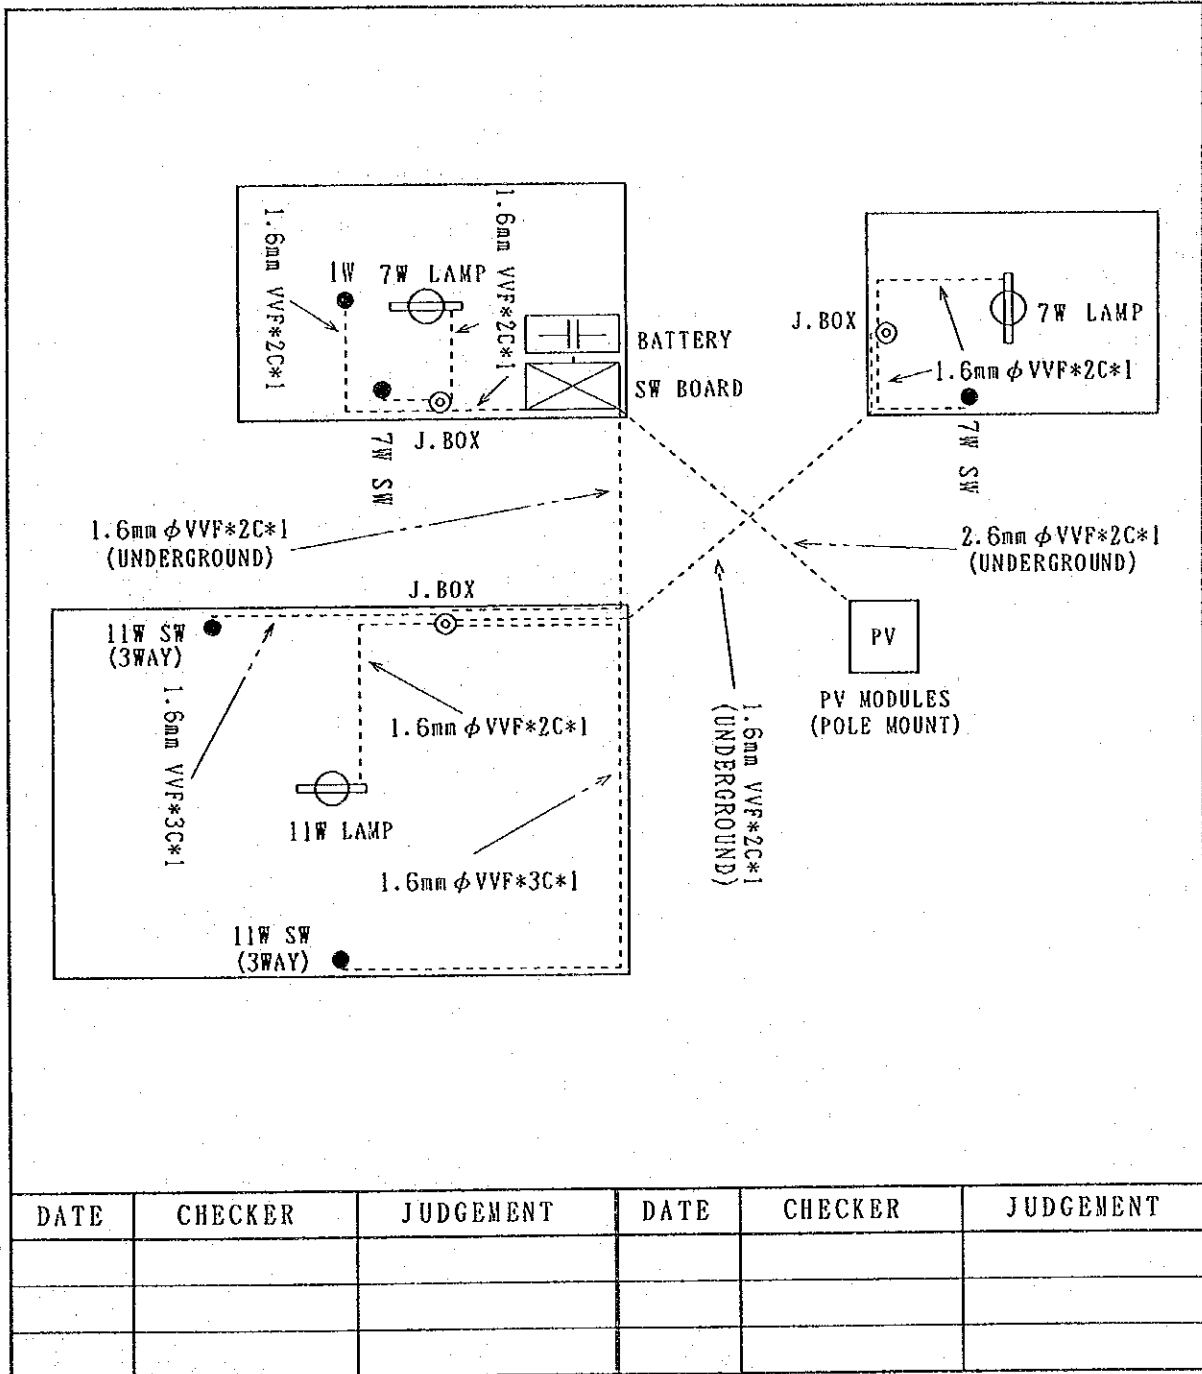 1.6mm VVF*2C*1
1W
7W LAMP
1.6mm VVF*2C*1
BATTERY
SW BOARD
J.BOX
7W SW
J.BOX
7W LAMP
1.6mm φ VVF*2C*1
7W SW
1.6mm φ VVF*2C*1
(UNDERGROUND)
2.6mm φ VVF*2C*1
(UNDERGROUND)
J.BOX
11W SW
(3WAY)
1.6mm VVF*3C*1
1.6mm φ VVF*2C*1
11W LAMP
1.6mm φ VVF*3C*1
11W SW
(3WAY)
1.6mm VVF*2C*1
(UNDERGROUND)
PV
PV MODULES
(POLE MOUNT)
DATE CHECKER JUDGEMENT DATE CHECKER JUDGEMENT